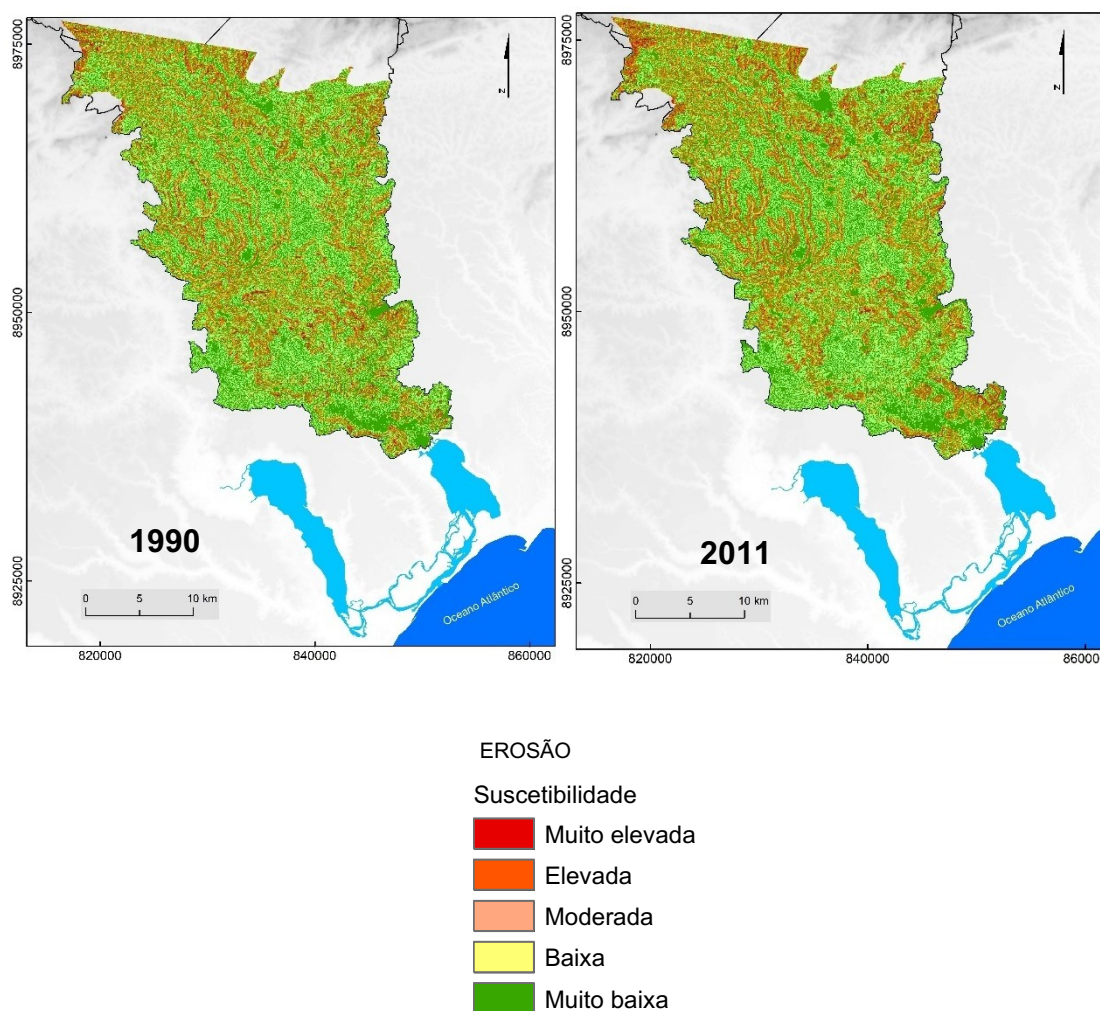 8975000
8950000
8925000
N
1990
0 5 10 km
Oceano Atlântico
820000 840000 860000
8975000
8950000
8925000
N
2011
0 5 10 km
Oceano Atlântico
820000 840000 86000
EROSÃO
Suscetibilidade
Muito elevada
Elevada
Moderada
Baixa
Muito baixa